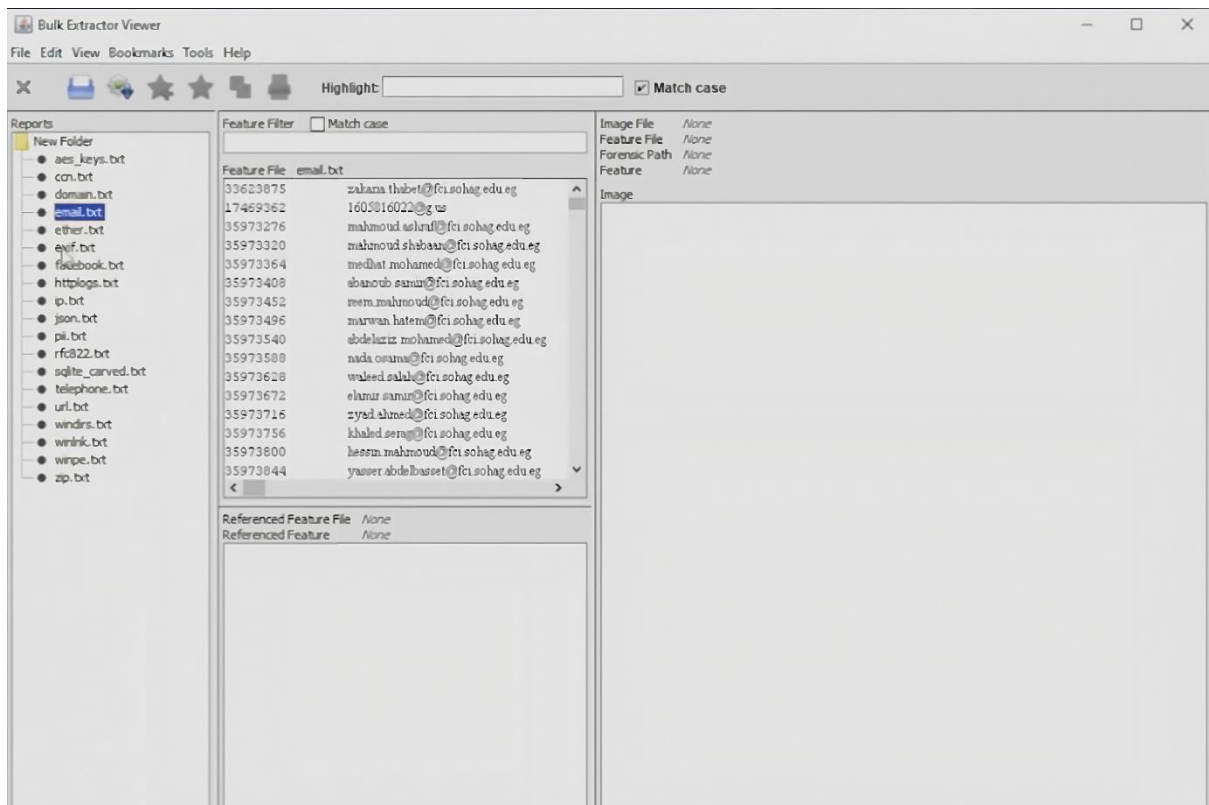 Bulk Extractor Viewer
File Edit View Bookmarks Tools Help
Highlight: Match case
Reports
New Folder
aes_keys.txt
ccn.txt
domain.txt
email.txt
ether.txt
exif.txt
facebook.txt
httplogs.txt
ip.txt
json.txt
pii.txt
rfc822.txt
sqlite_carved.txt
telephone.txt
url.txt
windirs.txt
winlnk.txt
winpe.txt
zip.txt
Feature Filter Match case
Feature File email.txt
33623875 zakaria.thabet@fci.sohag.edu.eg
17469362 1605816022@g.us
35973276 mahmoud.ashraf@fci.sohag.edu.eg
35973320 mahmoud.shabaan@fci.sohag.edu.eg
35973364 medhat.mohamed@fci.sohag.edu.eg
35973408 abanoub.samir@fci.sohag.edu.eg
35973452 reem.mahmoud@fci.sohag.edu.eg
35973496 marwan.hatem@fci.sohag.edu.eg
35973540 abdelaziz.mohamed@fci.sohag.edu.eg
35973588 nada.osama@fci.sohag.edu.eg
35973628 waleed.salah@fci.sohag.edu.eg
35973672 elamir.samir@fci.sohag.edu.eg
35973716 zyad.ahmed@fci.sohag.edu.eg
35973756 khaled.serag@fci.sohag.edu.eg
35973800 hessin.mahmoud@fci.sohag.edu.eg
35973844 yasser.abdelbasset@fci.sohag.edu.eg
Referenced Feature File None
Referenced Feature None
Image File None
Feature File None
Forensic Path None
Feature None
Image